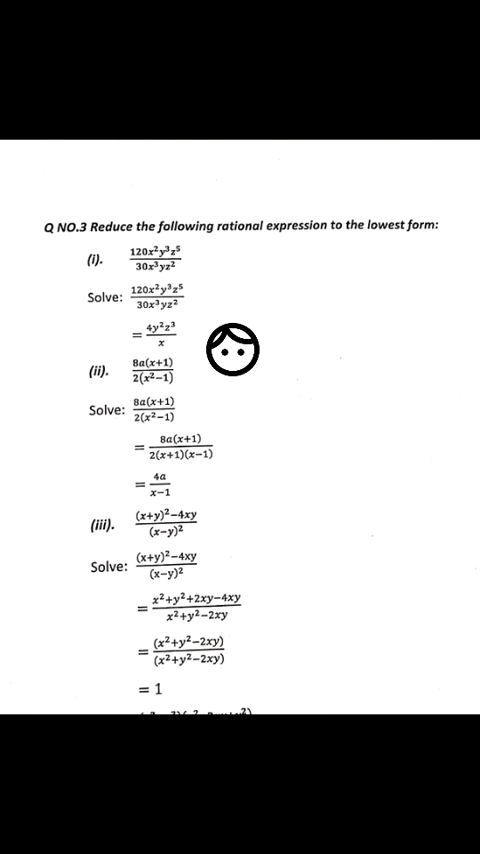 Q NO.3 Reduce the following rational expression to the lowest form:
(i). 120x²y³z⁵/30x³yz²
Solve: 120x²y³z⁵/30x³yz²
= 4y²z³/x
(ii). 8a(x+1)/2(x²−1)
Solve: 8a(x+1)/2(x²−1)
= 8a(x+1)/2(x+1)(x−1)
= 4a/x−1
(iii). (x+y)²−4xy/(x−y)²
Solve: (x+y)²−4xy/(x−y)²
= x²+y²+2xy−4xy/x²+y²−2xy
= (x²+y²−2xy)/(x²+y²−2xy)
= 1